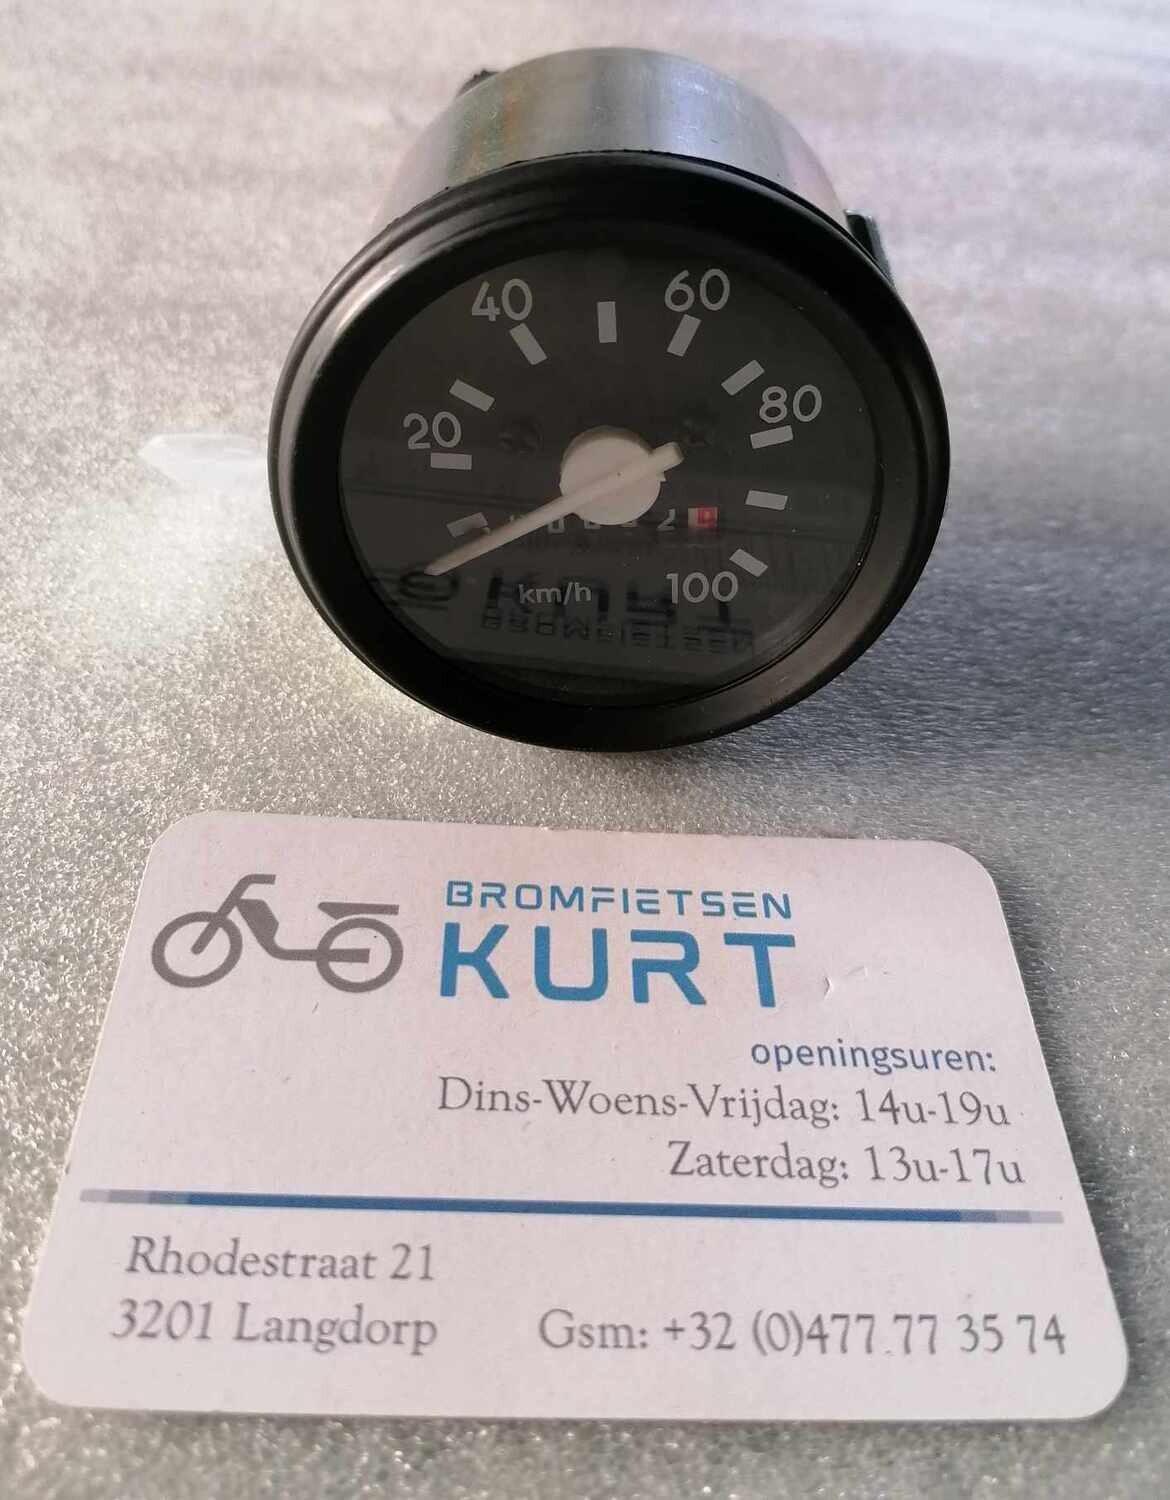 40 60
20 80
100
km/h
BROMFIETSEN
KURT
openingsuren:
Dins-Woens-Vrijdag: 14u-19u
Zaterdag: 13u-17u
Rhodestraat 21
3201 Langdorp
Gsm: +32 (0)477 77 35 74